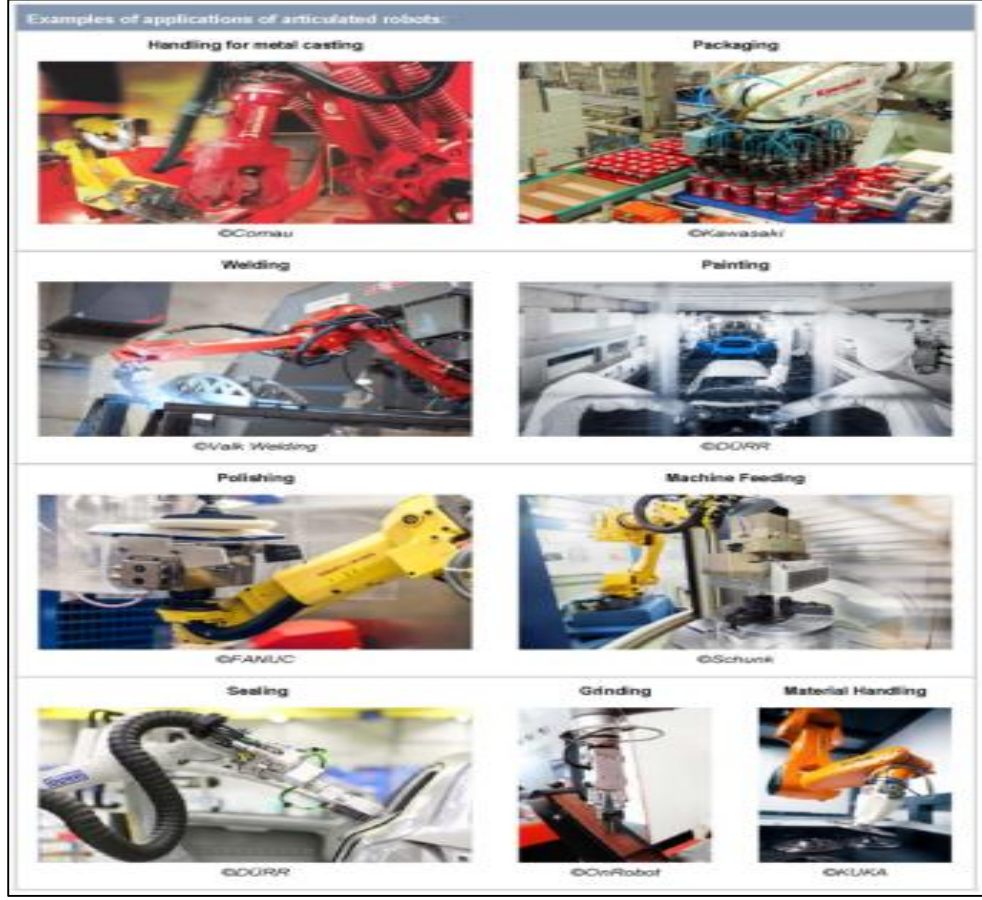 Examples of applications of articulated robots:
Handling for metal casting
Packaging
©Comau
©Kawasaki
Welding
Painting
©Valk Welding
©DÜRR
Polishing
Machine Feeding
©FANUC
©Schunk
Sealing
Grinding
Material Handling
©DÜRR
©OnRobot
©KUKA